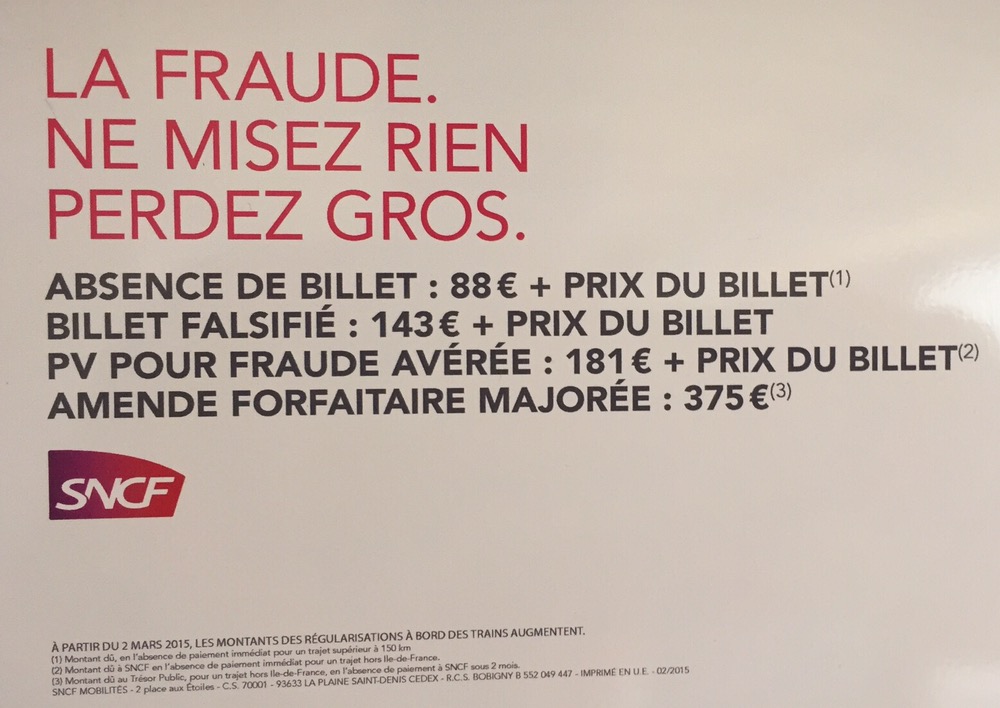 LA FRAUDE.
NE MISEZ RIEN
PERDEZ GROS.
ABSENCE DE BILLET : 88 € + PRIX DU BILLET(1)
BILLET FALSIFIÉ : 143 € + PRIX DU BILLET
PV POUR FRAUDE AVÉRÉE : 181 € + PRIX DU BILLET(2)
AMENDE FORFAITAIRE MAJORÉE : 375 €(3)
SNCF
À PARTIR DU 2 MARS 2015, LES MONTANTS DES RÉGULARISATIONS À BORD DES TRAINS AUGMENTENT.
(1) Montant dû, en l'absence de paiement immédiat pour un trajet supérieur à 150 km
(2) Montant dû à SNCF en l'absence de paiement immédiat pour un trajet hors Ile-de-France.
(3) Montant dû au Trésor Public, pour un trajet hors Ile-de-France, en l'absence de paiement à SNCF sous 2 mois.
SNCF MOBILITÉS - 2 place aux Étoiles - C.S. 70001 - 93633 LA PLAINE SAINT-DENIS CEDEX - R.C.S. BOBIGNY B 552 049 447 - IMPRIMÉ EN U.E. - 02/2015